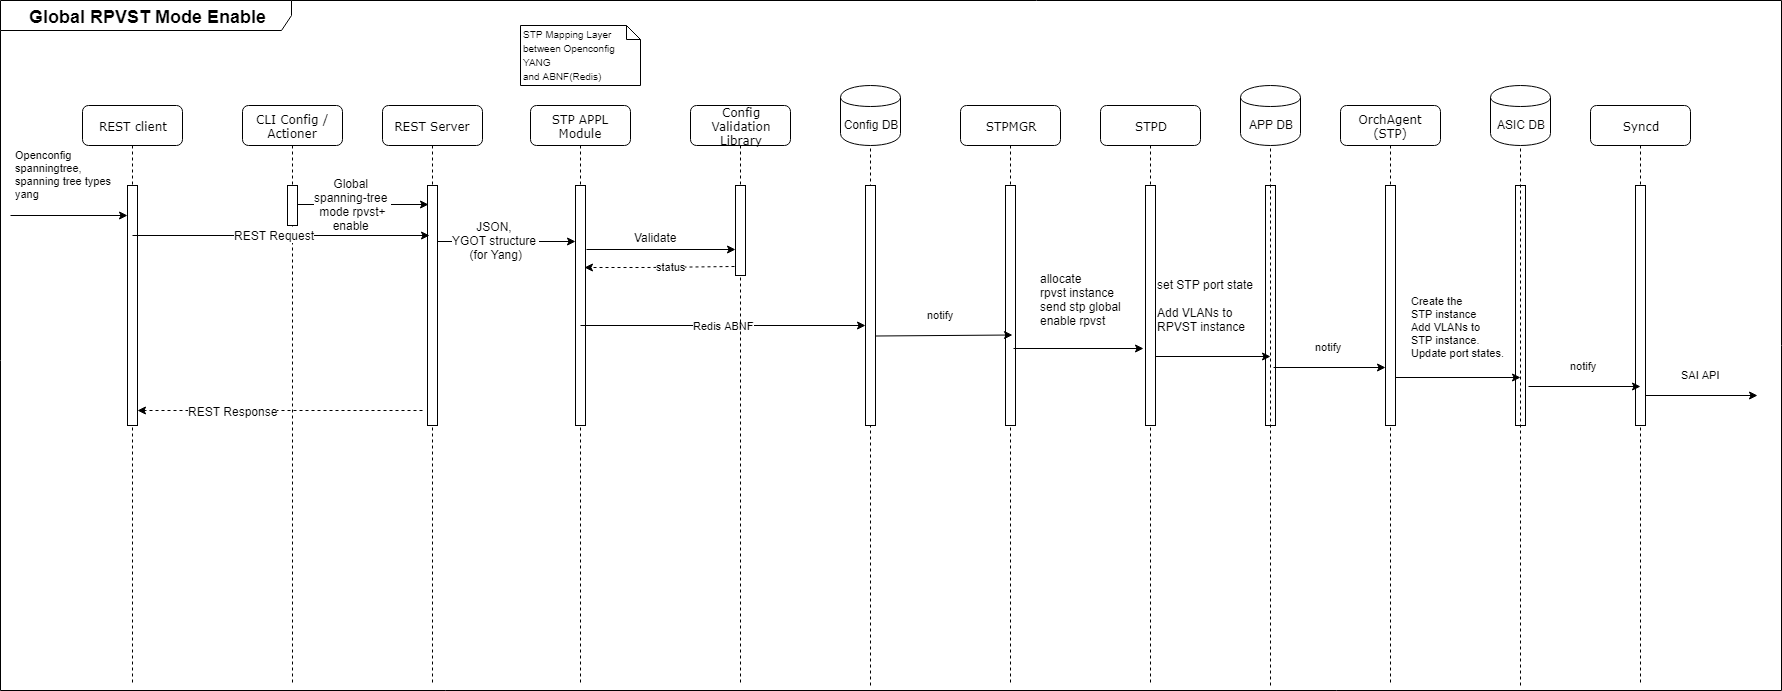 Global RPVST Mode Enable
STP Mapping Layer
between Openconfig
YANG
and ABNF(Redis)
REST client
CLI Config /
Actioner
REST Server
STP APPL
Module
Config
Validation
Library
Config DB
STPMGR
STPD
APP DB
OrchAgent
(STP)
ASIC DB
Syncd
Openconfig
spanningtree,
spanning tree types
yang
Global
spanning-tree
mode rpvst+
enable
REST Request
JSON,
YGOT structure
(for Yang)
Validate
status
Redis ABNF
notify
allocate
rpvst instance
send stp global
enable rpvst
set STP port state
Add VLANs to
RPVST instance
notify
Create the
STP instance
Add VLANs to
STP instance.
Update port states.
notify
SAI API
REST Response